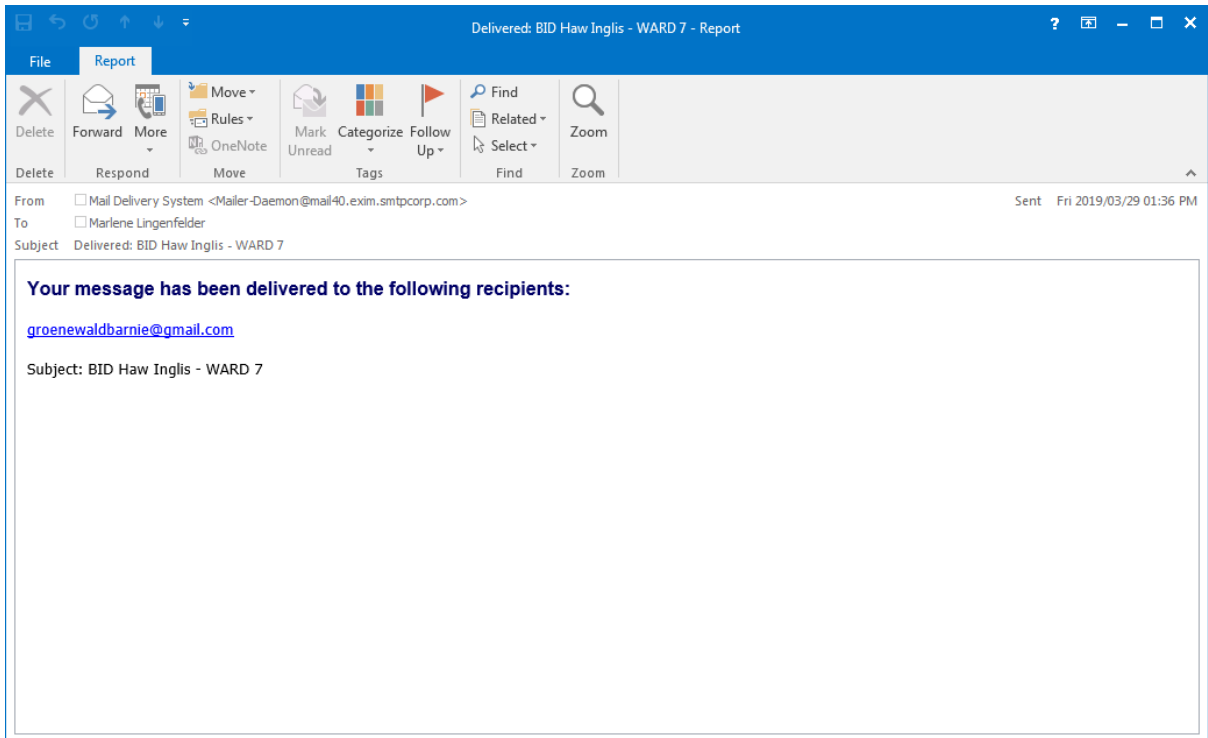 Delivered: BID Haw Inglis - WARD 7 - Report
?
File Report
Delete
Forward
More
Move
Rules
OneNote
Mark Unread
Categorize
Follow Up
Find
Related
Select
Zoom
Delete Respond Move Tags Find Zoom
From Mail Delivery System <Mailer-Daemon@mail40.exim.smtpcorp.com> Sent Fri 2019/03/29 01:36 PM
To Marlene Lingenfelder
Subject Delivered: BID Haw Inglis - WARD 7
Your message has been delivered to the following recipients:
groenewaldbarnie@gmail.com
Subject: BID Haw Inglis - WARD 7